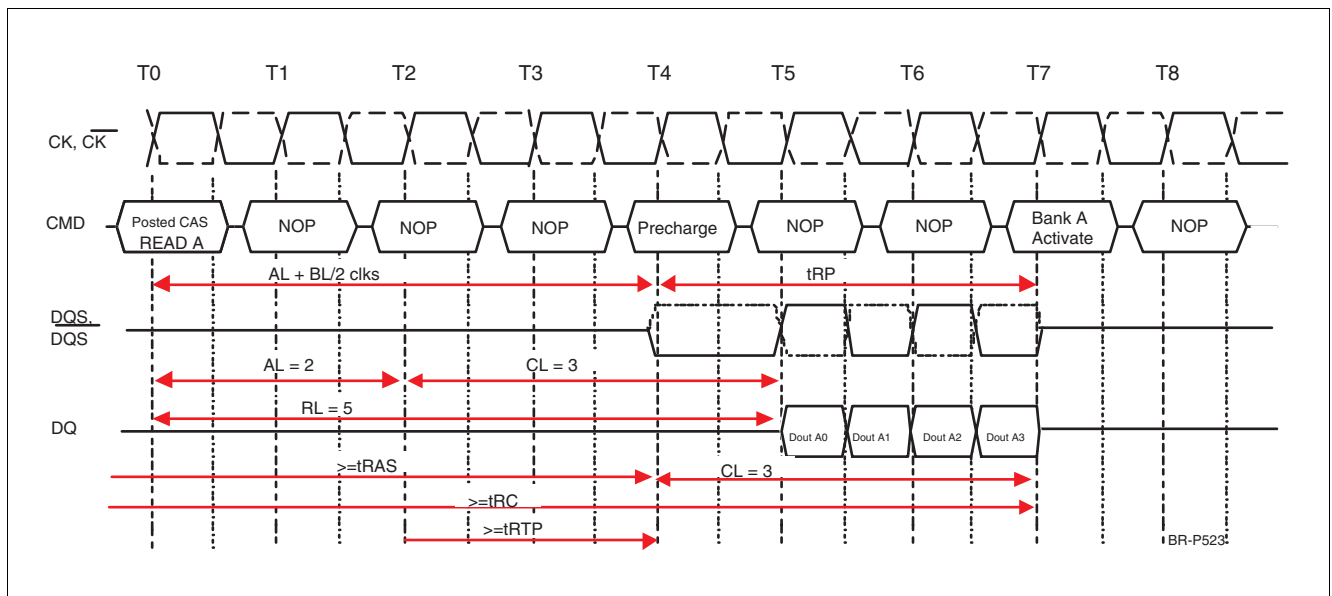 T0 T1 T2 T3 T4 T5 T6 T7 T8
CK, CK
CMD
Posted CAS
READ A
NOP
NOP
NOP
Precharge
NOP
NOP
Bank A
Activate
NOP
AL + BL/2 clks
tRP
DQS,
DQS
AL = 2
CL = 3
RL = 5
DQ
Dout A0
Dout A1
Dout A2
Dout A3
>=tRAS
CL = 3
>=tRC
>=tRTP
BR-P523